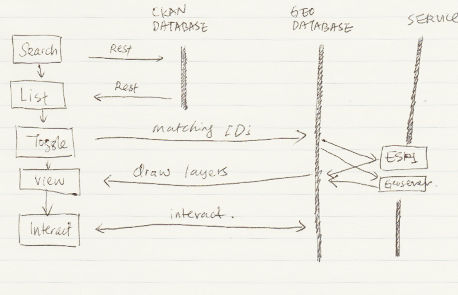 CKAN
DATABASE
GEO
DATABASE
SERVICE
Search
Rest
Rest
List
Toggle
matching IDs
ESRI
View
draw layers
Geoserver.
Interact
interact.